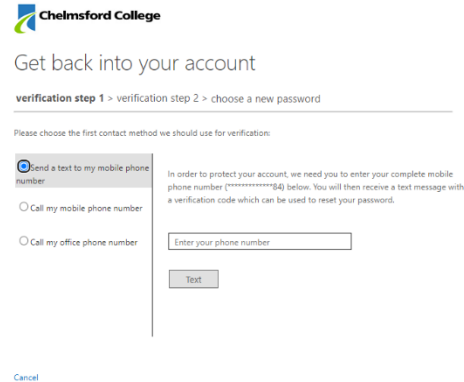 Chelmsford College
Get back into your account
verification step 1 > verification step 2 > choose a new password
Please choose the first contact method we should use for verification:
Send a text to my mobile phone
number
Call my mobile phone number
Call my office phone number
In order to protect your account, we need you to enter your complete mobile
phone number (*************84) below. You will then receive a text message with
a verification code which can be used to reset your password.
Enter your phone number
Text
Cancel